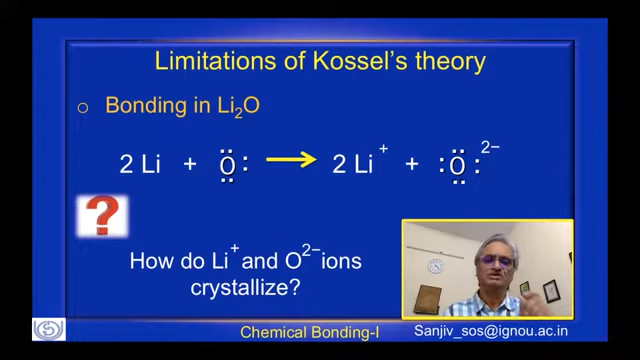 Limitations of Kossel's theory
o Bonding in Li₂O
2 Li + :Ö: → 2 Li⁺ + :Ö:²⁻
?
How do Li⁺ and O²⁻ ions
crystallize?
Chemical Bonding-I Sanjiv_sos@ignou.ac.in